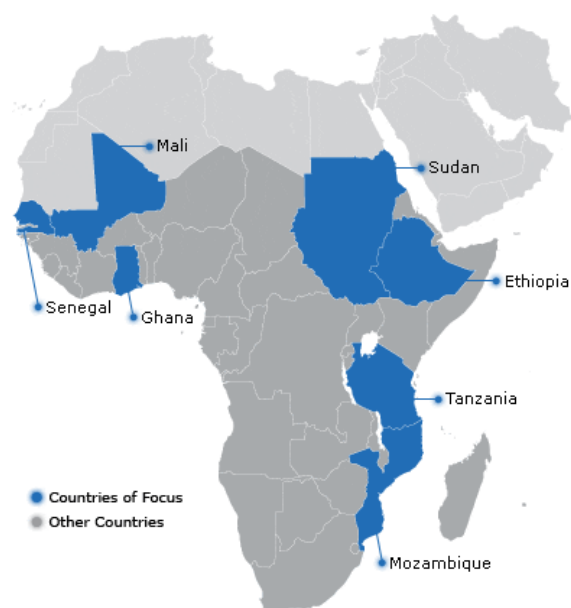 Mali
Sudan
Ethiopia
Senegal
Ghana
Tanzania
Countries of Focus
Other Countries
Mozambique